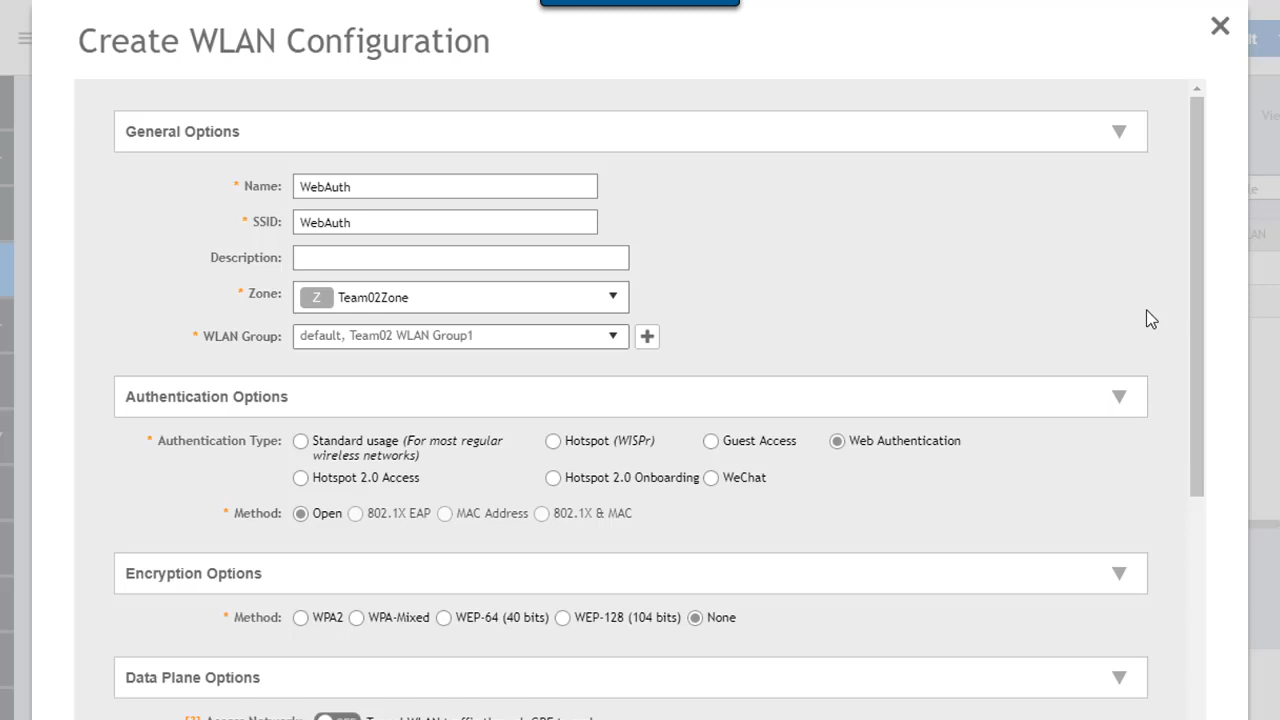 Create WLAN Configuration
General Options
* Name: WebAuth
* SSID: WebAuth
Description:
* Zone: Z Team02Zone
* WLAN Group: default, Team02 WLAN Group1
Authentication Options
* Authentication Type: Standard usage (For most regular wireless networks) Hotspot (WISPr) Guest Access Web Authentication
Hotspot 2.0 Access Hotspot 2.0 Onboarding WeChat
* Method: Open 802.1X EAP MAC Address 802.1X & MAC
Encryption Options
* Method: WPA2 WPA-Mixed WEP-64 (40 bits) WEP-128 (104 bits) None
Data Plane Options